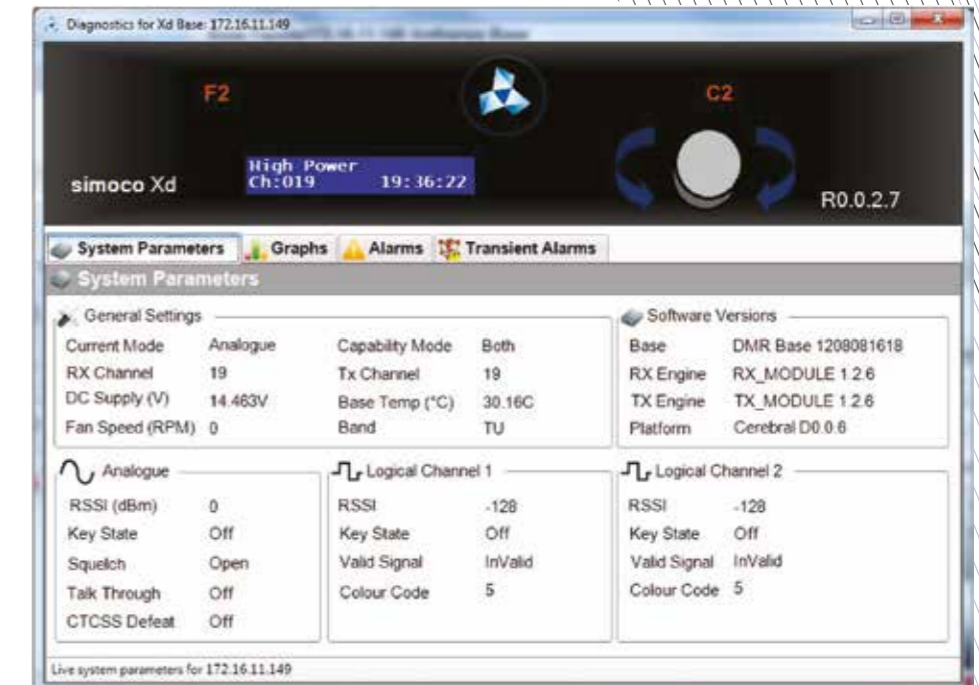 Diagnostics for Xd Base: 172.16.11.149
F2
C2
High Power
Ch:019 19:36:22
simoco Xd
R0.0.2.7
System Parameters Graphs Alarms Transient Alarms
System Parameters
General Settings
Current Mode Analogue Capability Mode Both
RX Channel 19 Tx Channel 19
DC Supply (V) 14.463V Base Temp (°C) 30.16C
Fan Speed (RPM) 0 Band TU
Software Versions
Base DMR Base 1208081618
RX Engine RX_MODULE 1.2.6
TX Engine TX_MODULE 1.2.6
Platform Cerebral D0.0.6
Analogue
RSSI (dBm) 0
Key State Off
Squelch Open
Talk Through Off
CTCSS Defeat Off
Logical Channel 1
RSSI -128
Key State Off
Valid Signal InValid
Colour Code 5
Logical Channel 2
RSSI -128
Key State Off
Valid Signal InValid
Colour Code 5
Live system parameters for 172.16.11.149